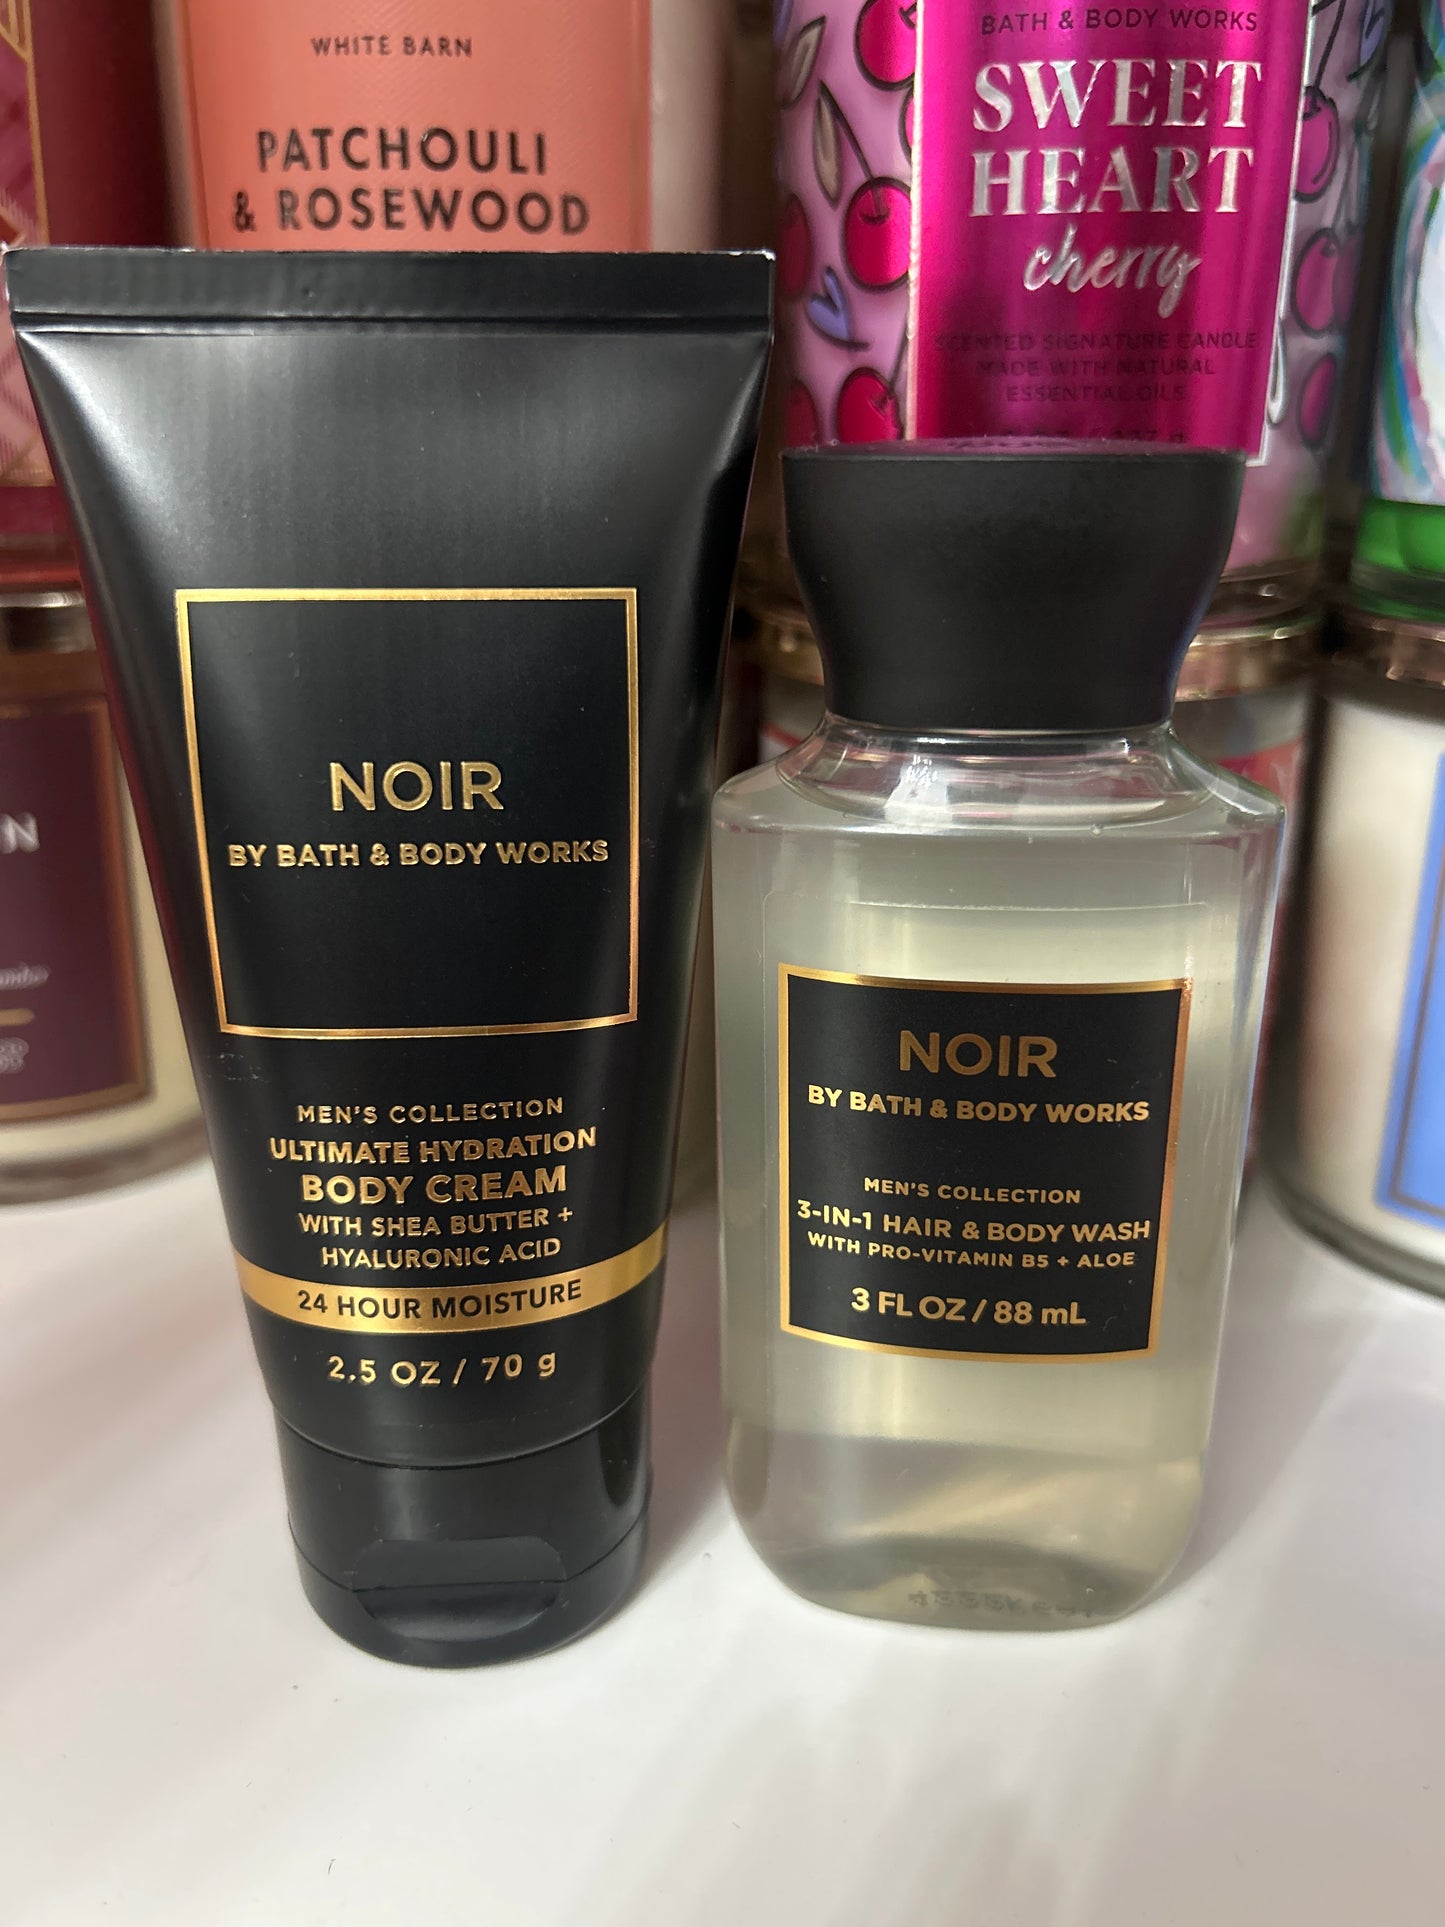 WHITE BARN
PATCHOULI
& ROSEWOOD
BATH & BODY WORKS
SWEET
HEART
cherry
SCENTED SIGNATURE CANDLE
MADE WITH NATURAL
ESSENTIAL OILS
NOIR
BY BATH & BODY WORKS
MEN'S COLLECTION
ULTIMATE HYDRATION
BODY CREAM
WITH SHEA BUTTER +
HYALURONIC ACID
24 HOUR MOISTURE
2.5 OZ / 70 g
NOIR
BY BATH & BODY WORKS
MEN'S COLLECTION
3-IN-1 HAIR & BODY WASH
WITH PRO-VITAMIN B5 + ALOE
3 FL OZ / 88 mL